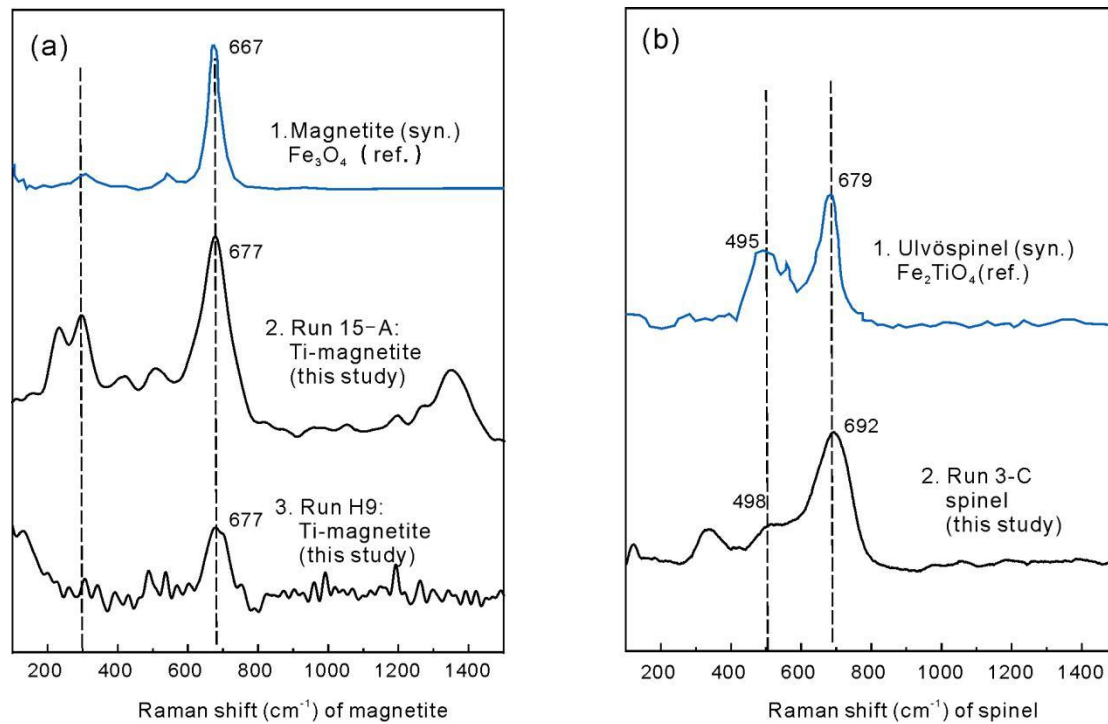 (a)
667
1. Magnetite (syn.)
Fe₃O₄ (ref.)
677
2. Run 15-A:
Ti-magnetite
(this study)
3. Run H9:
677
Ti-magnetite
(this study)
200 400 600 800 1000 1200 1400
Raman shift (cm⁻¹) of magnetite
(b)
679
495
1. Ulvöspinel (syn.)
Fe₂TiO₄(ref.)
692
498
2. Run 3-C
spinel
(this study)
200 400 600 800 1000 1200 1400
Raman shift (cm⁻¹) of spinel